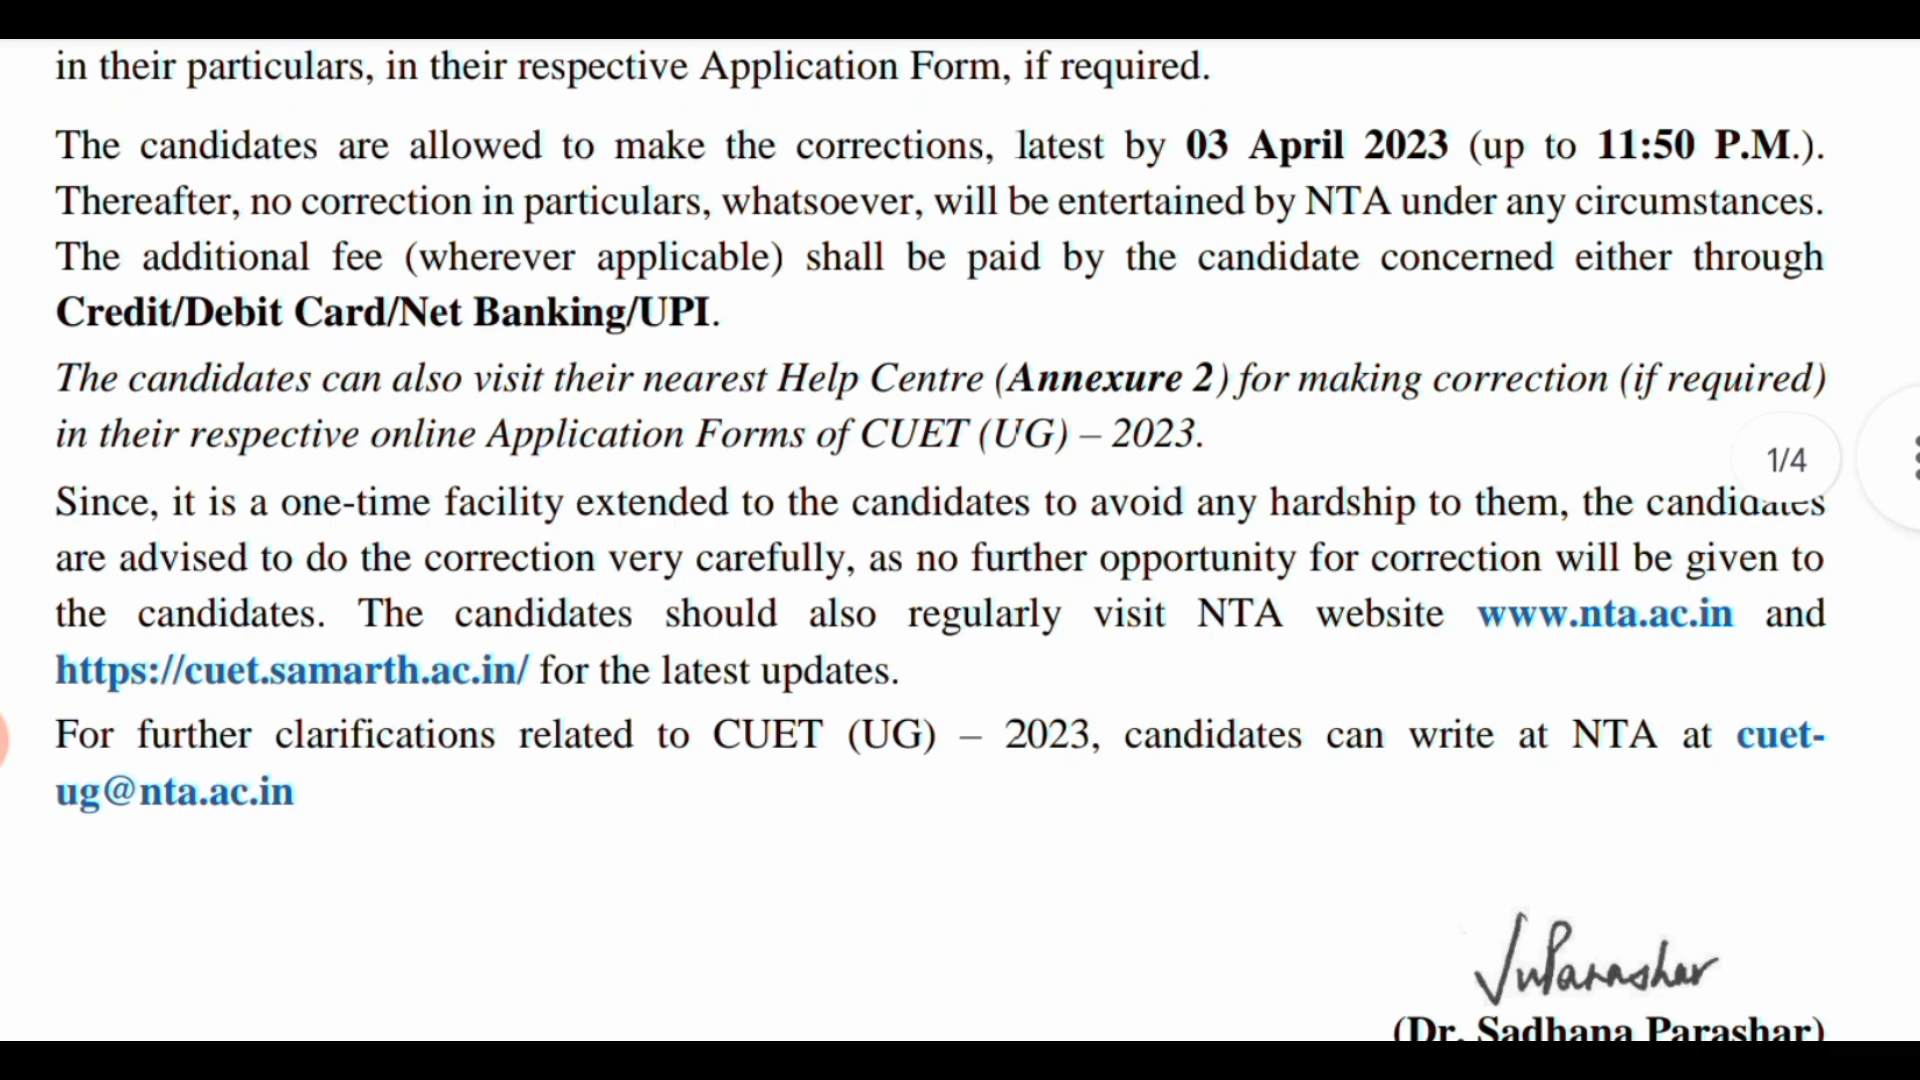 in their particulars, in their respective Application Form, if required.
The candidates are allowed to make the corrections, latest by 03 April 2023 (up to 11:50 P.M.).
Thereafter, no correction in particulars, whatsoever, will be entertained by NTA under any circumstances.
The additional fee (wherever applicable) shall be paid by the candidate concerned either through
Credit/Debit Card/Net Banking/UPI.
The candidates can also visit their nearest Help Centre (Annexure 2) for making correction (if required)
in their respective online Application Forms of CUET (UG) – 2023.
1/4
Since, it is a one-time facility extended to the candidates to avoid any hardship to them, the candidates
are advised to do the correction very carefully, as no further opportunity for correction will be given to
the candidates. The candidates should also regularly visit NTA website www.nta.ac.in and
https://cuet.samarth.ac.in/ for the latest updates.
For further clarifications related to CUET (UG) – 2023, candidates can write at NTA at cuet-
ug@nta.ac.in
(Dr. Sadhana Parashar)